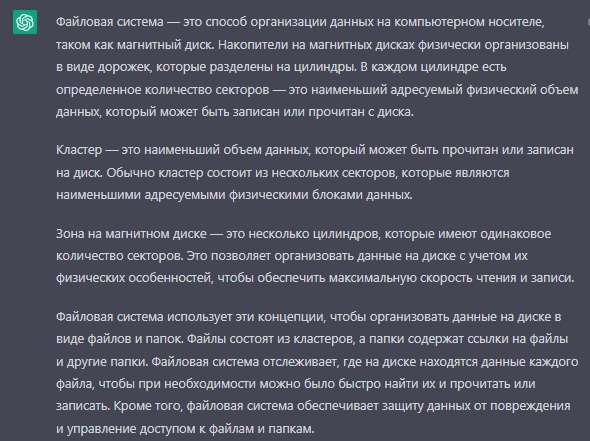 Файловая система — это способ организации данных на компьютерном носителе,
таком как магнитный диск. Накопители на магнитных дисках физически организованы
в виде дорожек, которые разделены на цилиндры. В каждом цилиндре есть
определенное количество секторов — это наименьший адресуемый физический объем
данных, который может быть записан или прочитан с диска.
Кластер — это наименьший объем данных, который может быть прочитан или записан
на диск. Обычно кластер состоит из нескольких секторов, которые являются
наименьшими адресуемыми физическими блоками данных.
Зона на магнитном диске — это несколько цилиндров, которые имеют одинаковое
количество секторов. Это позволяет организовать данные на диске с учетом их
физических особенностей, чтобы обеспечить максимальную скорость чтения и записи.
Файловая система использует эти концепции, чтобы организовать данные на диске в
виде файлов и папок. Файлы состоят из кластеров, а папки содержат ссылки на файлы
и другие папки. Файловая система отслеживает, где на диске находятся данные каждого
файла, чтобы при необходимости можно было быстро найти их и прочитать или
записать. Кроме того, файловая система обеспечивает защиту данных от повреждения
и управление доступом к файлам и папкам.